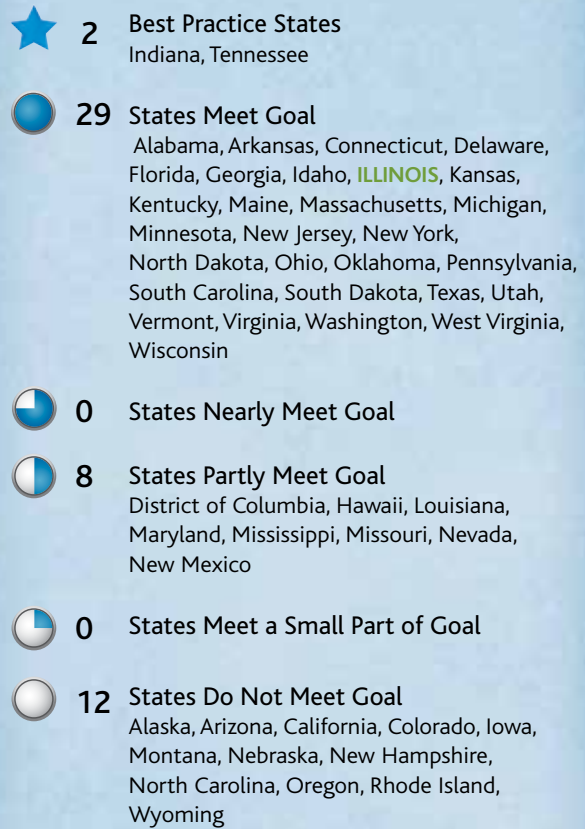 2 Best Practice States
Indiana, Tennessee
29 States Meet Goal
Alabama, Arkansas, Connecticut, Delaware,
Florida, Georgia, Idaho, ILLINOIS, Kansas,
Kentucky, Maine, Massachusetts, Michigan,
Minnesota, New Jersey, New York,
North Dakota, Ohio, Oklahoma, Pennsylvania,
South Carolina, South Dakota, Texas, Utah,
Vermont, Virginia, Washington, West Virginia,
Wisconsin
0 States Nearly Meet Goal
8 States Partly Meet Goal
District of Columbia, Hawaii, Louisiana,
Maryland, Mississippi, Missouri, Nevada,
New Mexico
0 States Meet a Small Part of Goal
12 States Do Not Meet Goal
Alaska, Arizona, California, Colorado, Iowa,
Montana, Nebraska, New Hampshire,
North Carolina, Oregon, Rhode Island,
Wyoming